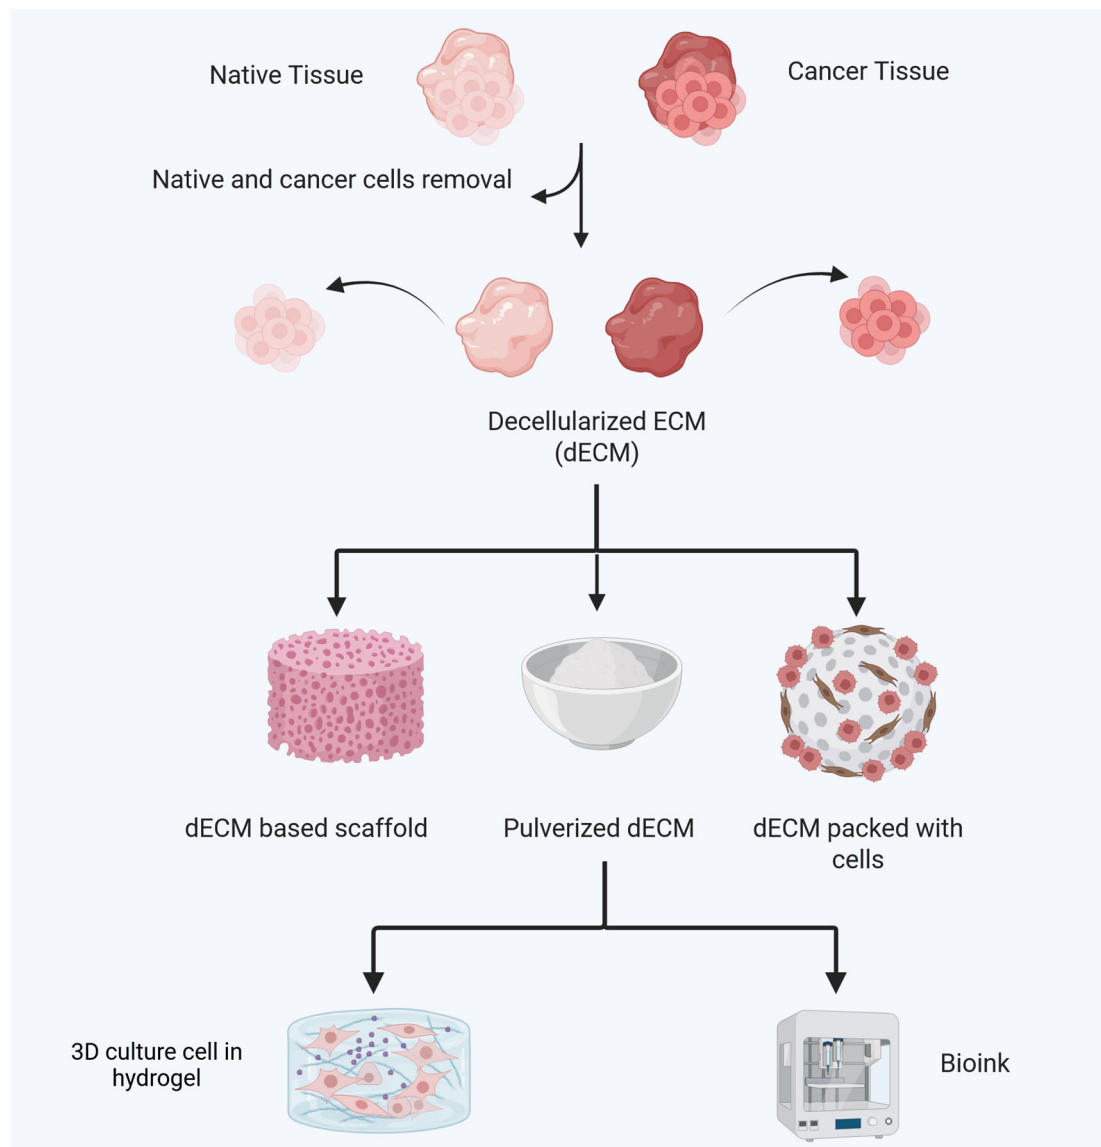 Native Tissue
Cancer Tissue
Native and cancer cells removal
Decellularized ECM
(dECM)
dECM based scaffold
Pulverized dECM
dECM packed with
cells
3D culture cell in
hydrogel
Bioink